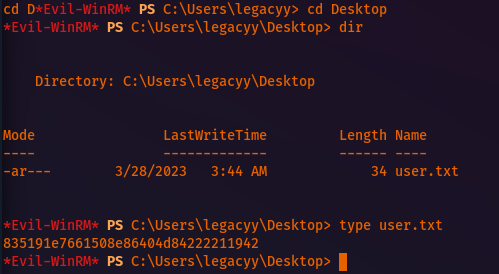 cd D*Evil-WinRM* PS C:\Users\legacyy> cd Desktop
*Evil-WinRM* PS C:\Users\legacyy\Desktop> dir
Directory: C:\Users\legacyy\Desktop
Mode LastWriteTime Length Name
---- ------------- ------ ----
-ar--- 3/28/2023 3:44 AM 34 user.txt
*Evil-WinRM* PS C:\Users\legacyy\Desktop> type user.txt
835191e7661508e86404d84222211942
*Evil-WinRM* PS C:\Users\legacyy\Desktop>